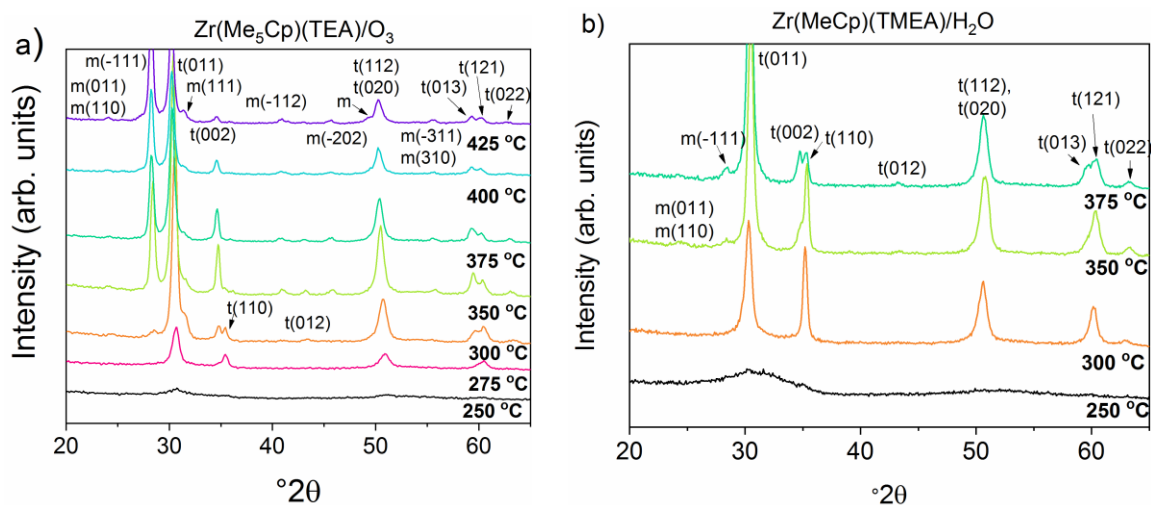 a)
Zr(Me₅Cp)(TEA)/O₃
Intensity (arb. units)
m(-111)
m(011)
m(110)
t(011)
m(111)
t(002)
m(-112)
m(-202)
m
t(112)
t(020)
m(-311)
m(310)
t(013)
t(121)
t(022)
425 °C
400 °C
375 °C
350 °C
t(110)
t(012)
300 °C
275 °C
250 °C
20 30 40 50 60
°2θ
b)
Zr(MeCp)(TMEA)/H₂O
Intensity (arb. units)
t(011)
m(-111)
t(002)
t(110)
t(012)
t(112),
t(020)
t(121)
t(013)
t(022)
375 °C
m(011)
m(110)
350 °C
300 °C
250 °C
20 30 40 50 60
°2θ